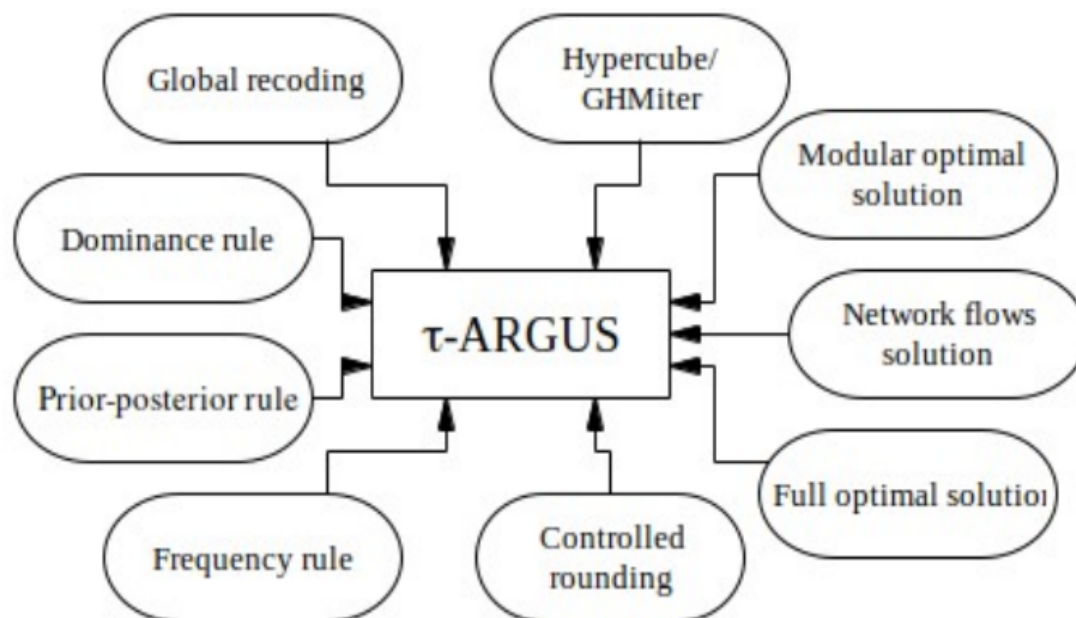 Global recoding
Hypercube/
GHMiter
Modular optimal
solution
Dominance rule
τ-ARGUS
Network flows
solution
Prior-posterior rule
Full optimal solution
Frequency rule
Controlled
rounding